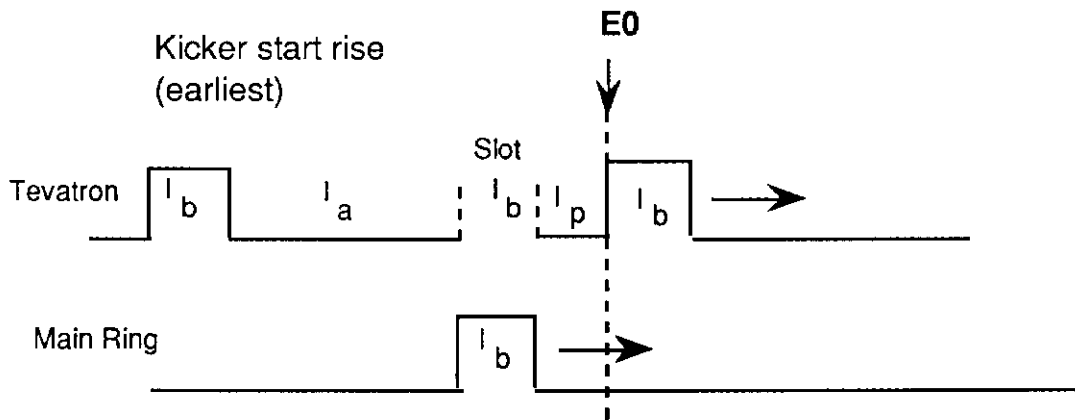 E0
Kicker start rise
(earliest)
Slot
Tevatron l b l a l b l p l b
Main Ring l b